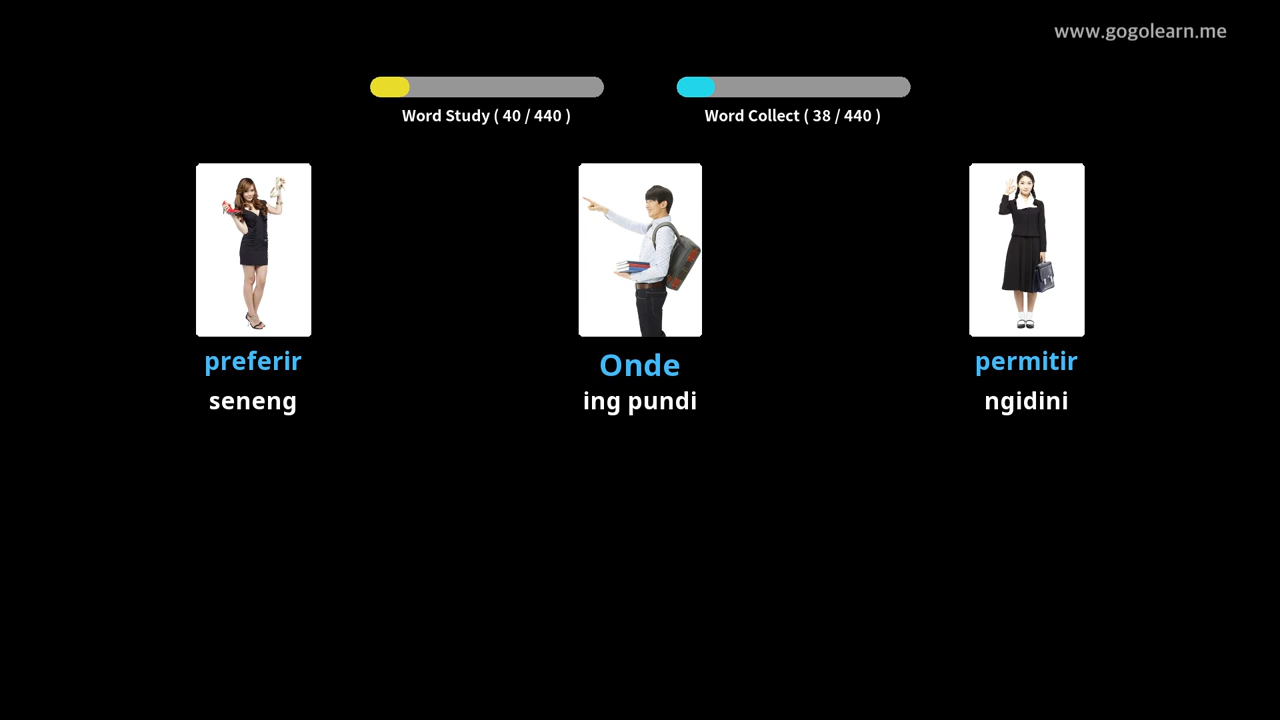 www.gogolearn.me
Word Study ( 40 / 440 )
Word Collect ( 38 / 440 )
preferir
seneng
Onde
ing pundi
permitir
ngidini